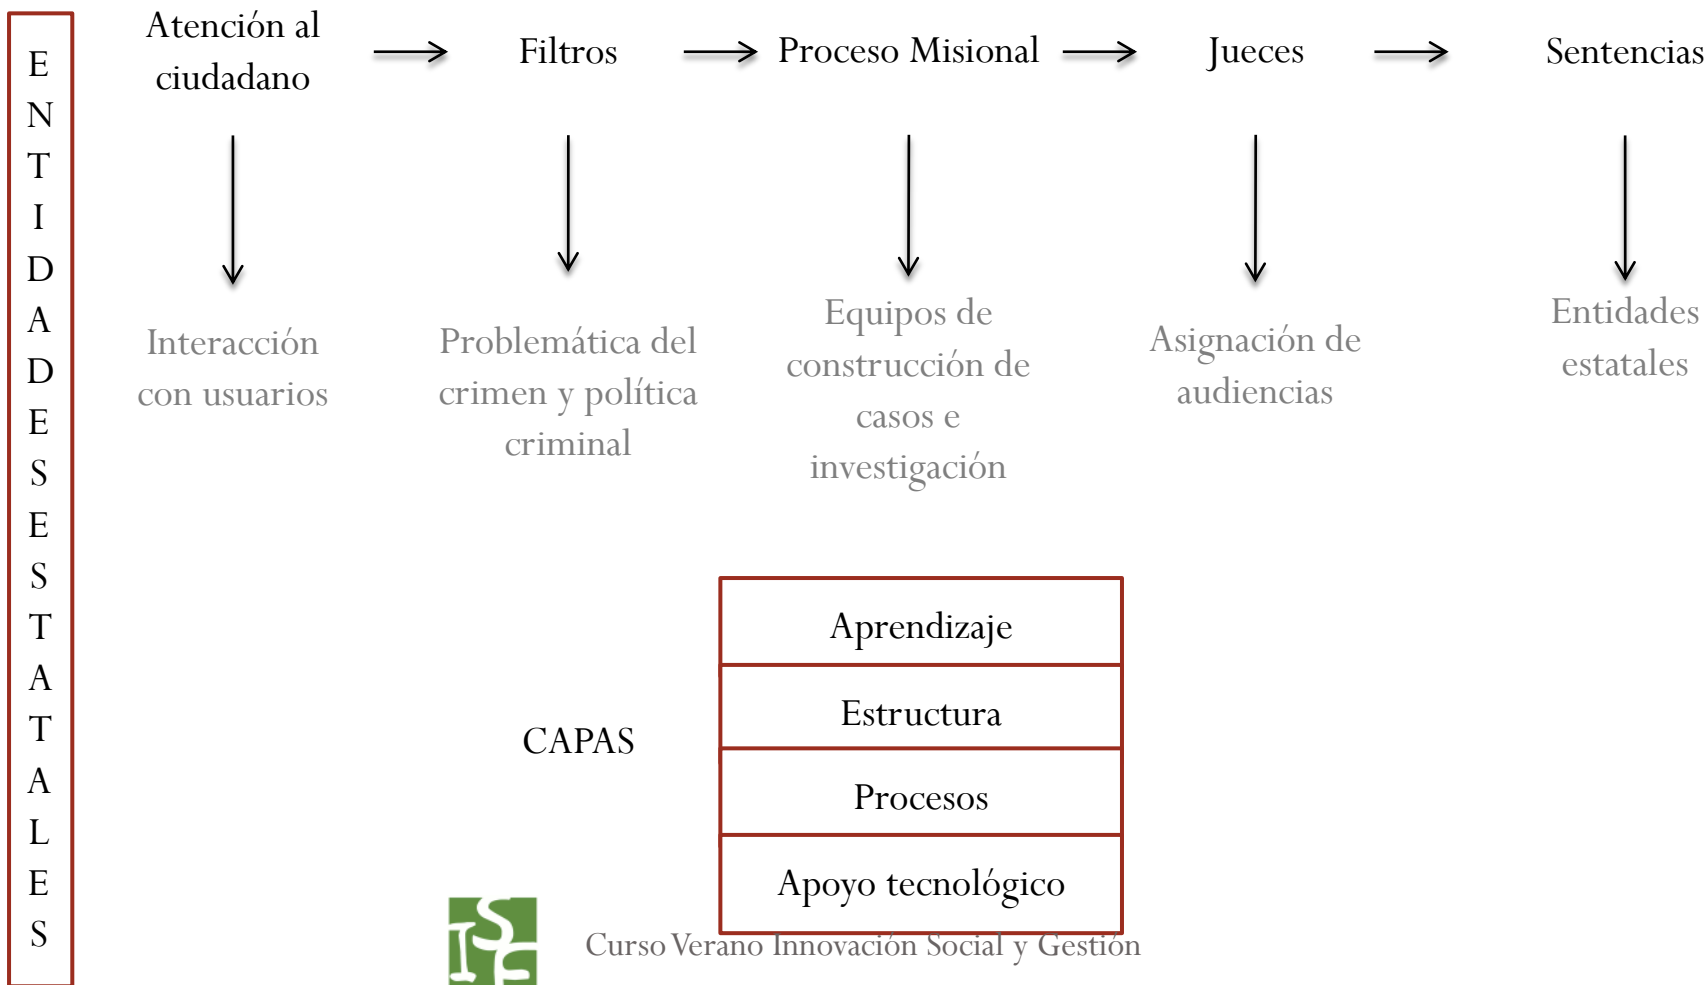 E
N
T
I
D
A
D
E
S
E
S
T
A
T
A
L
E
S
Atención al
ciudadano
Filtros
Proceso Misional
Jueces
Sentencias
Interacción
con usuarios
Problemática del
crimen y política
criminal
Equipos de
construcción de
casos e
investigación
Asignación de
audiencias
Entidades
estatales
CAPAS
Aprendizaje
Estructura
Procesos
Apoyo tecnológico
Curso Verano Innovación Social y Gestión